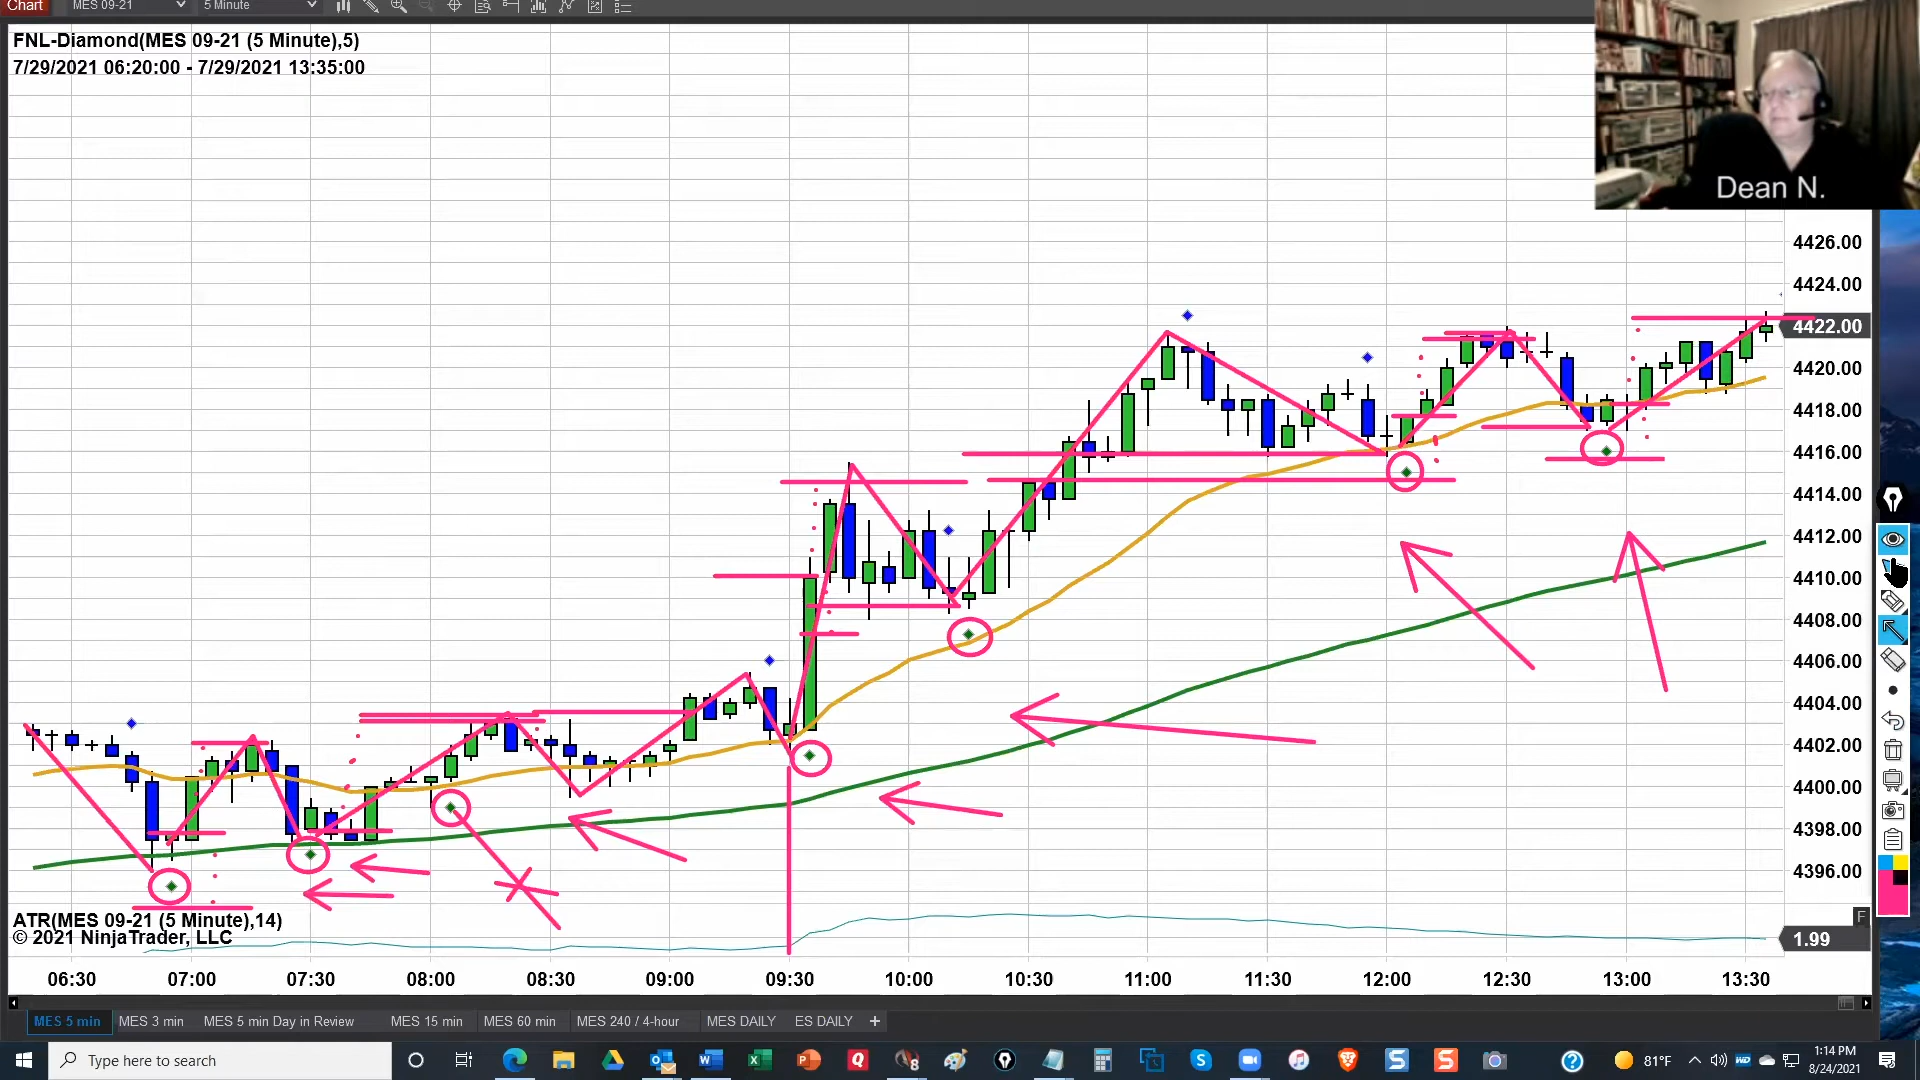 Chart
MES 09-21
5 Minute
FNL-Diamond(MES 09-21 (5 Minute),5)
7/29/2021 06:20:00 - 7/29/2021 13:35:00
Dean N.
4426.00
4424.00
4422.00
4420.00
4418.00
4416.00
4414.00
4412.00
4410.00
4408.00
4406.00
4404.00
4402.00
4400.00
4398.00
4396.00
ATR(MES 09-21 (5 Minute),14)
© 2021 NinjaTrader, LLC
F
1.99
06:30 07:00 07:30 08:00 08:30 09:00 09:30 10:00 10:30 11:00 11:30 12:00 12:30 13:00 13:30
MES 5 min MES 3 min MES 5 min Day in Review MES 15 min MES 60 min MES 240 / 4-hour MES DAILY ES DAILY +
Type here to search
81°F
1:14 PM
8/24/2021